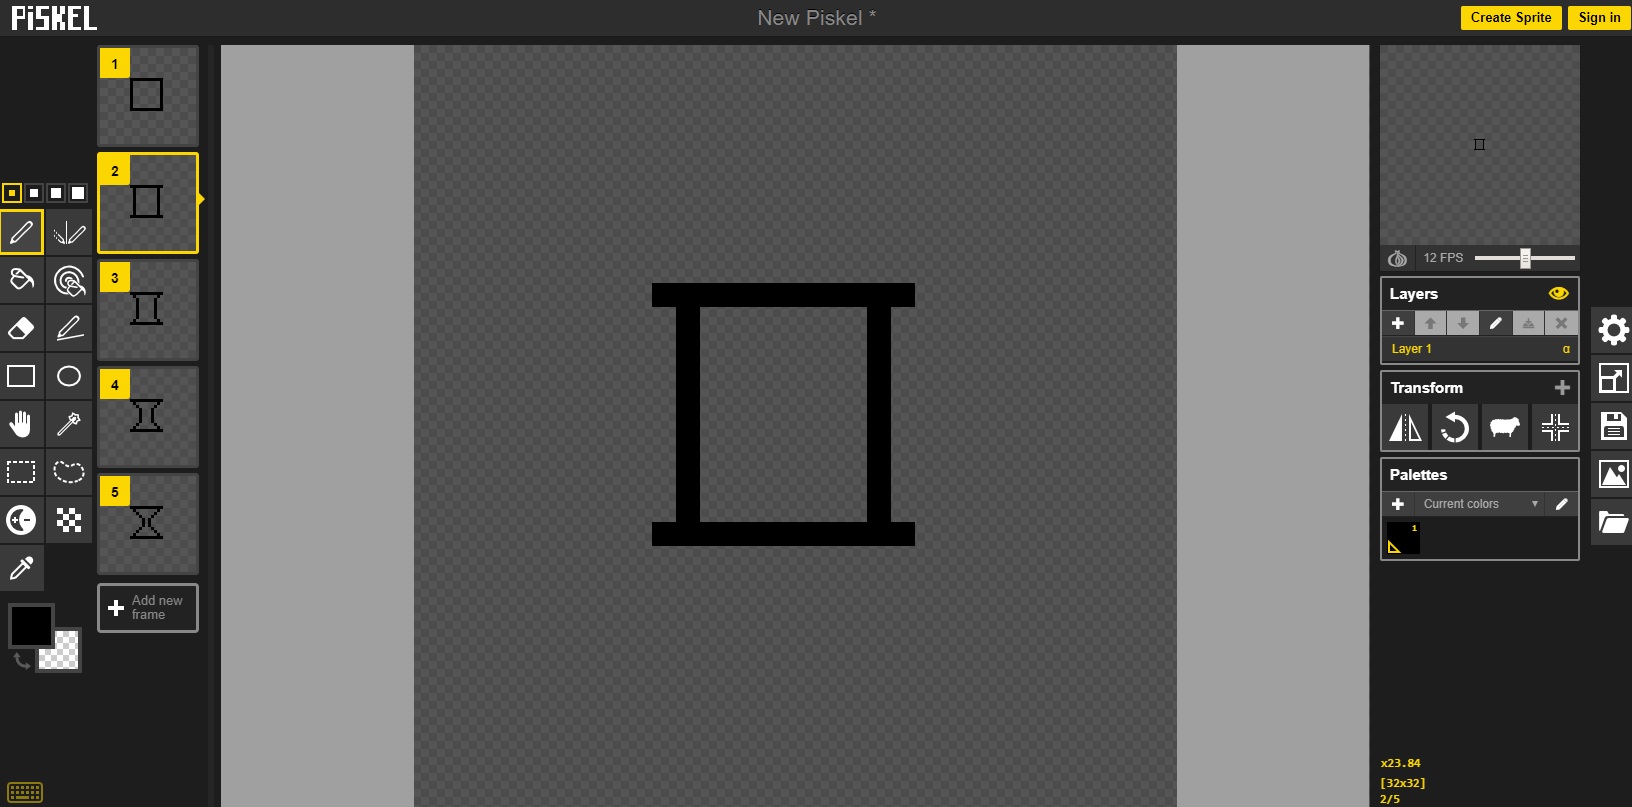 PiSKEL
New Piskel *
Create Sprite
Sign in
1
2
3
4
5
Add new
frame
12 FPS
Layers
Layer 1
α
Transform
Palettes
Current colors
1
x23.84
[32x32]
2/5